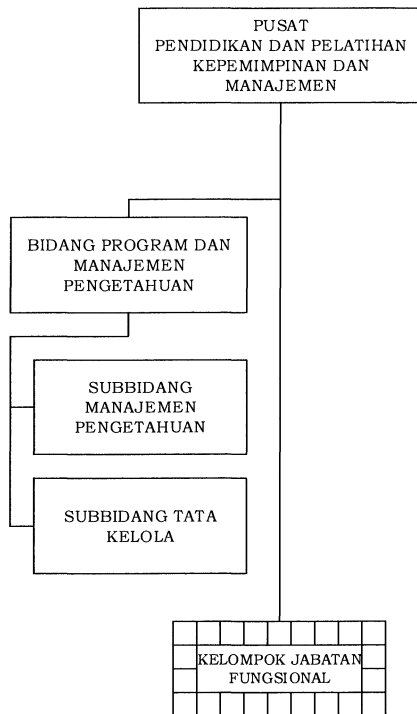 PUSAT
PENDIDIKAN DAN PELATIHAN
KEPEMIMPINAN DAN
MANAJEMEN
BIDANG PROGRAM DAN
MANAJEMEN
PENGETAHUAN
SUBBIDANG
MANAJEMEN
PENGETAHUAN
SUBBIDANG TATA
KELOLA
KELOMPOK JABATAN
FUNGSIONAL